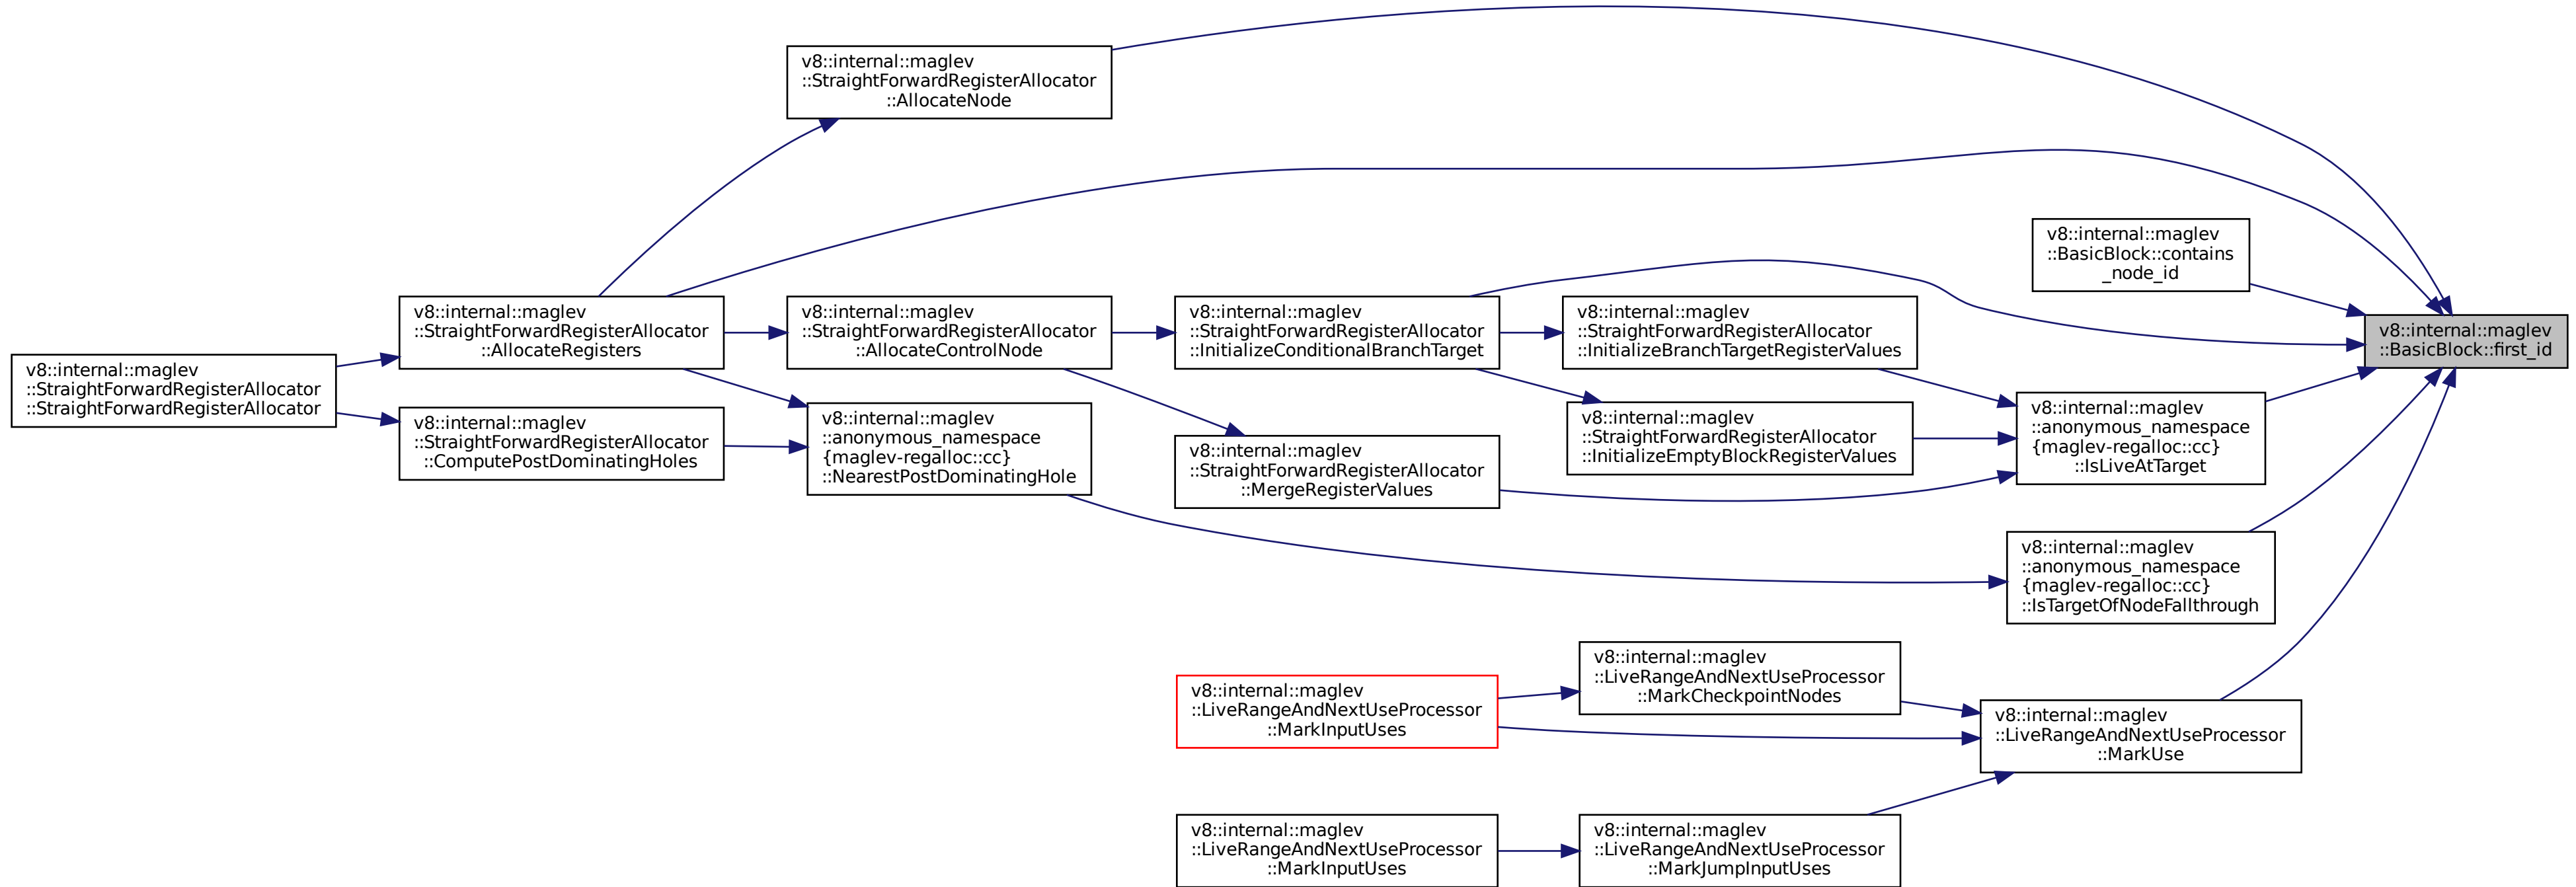 v8::internal::maglev
::StraightForwardRegisterAllocator
::AllocateNode
v8::internal::maglev
::BasicBlock::contains
_node_id
v8::internal::maglev
::StraightForwardRegisterAllocator
::AllocateRegisters
v8::internal::maglev
::StraightForwardRegisterAllocator
::AllocateControlNode
v8::internal::maglev
::StraightForwardRegisterAllocator
::InitializeConditionalBranchTarget
v8::internal::maglev
::StraightForwardRegisterAllocator
::InitializeBranchTargetRegisterValues
v8::internal::maglev
::BasicBlock::first_id
v8::internal::maglev
::StraightForwardRegisterAllocator
::StraightForwardRegisterAllocator
v8::internal::maglev
::StraightForwardRegisterAllocator
::ComputePostDominatingHoles
v8::internal::maglev
::anonymous_namespace
{maglev-regalloc::cc}
::NearestPostDominatingHole
v8::internal::maglev
::StraightForwardRegisterAllocator
::MergeRegisterValues
v8::internal::maglev
::StraightForwardRegisterAllocator
::InitializeEmptyBlockRegisterValues
v8::internal::maglev
::anonymous_namespace
{maglev-regalloc::cc}
::IsLiveAtTarget
v8::internal::maglev
::anonymous_namespace
{maglev-regalloc::cc}
::IsTargetOfNodeFallthrough
v8::internal::maglev
::LiveRangeAndNextUseProcessor
::MarkInputUses
v8::internal::maglev
::LiveRangeAndNextUseProcessor
::MarkCheckpointNodes
v8::internal::maglev
::LiveRangeAndNextUseProcessor
::MarkUse
v8::internal::maglev
::LiveRangeAndNextUseProcessor
::MarkInputUses
v8::internal::maglev
::LiveRangeAndNextUseProcessor
::MarkJumpInputUses